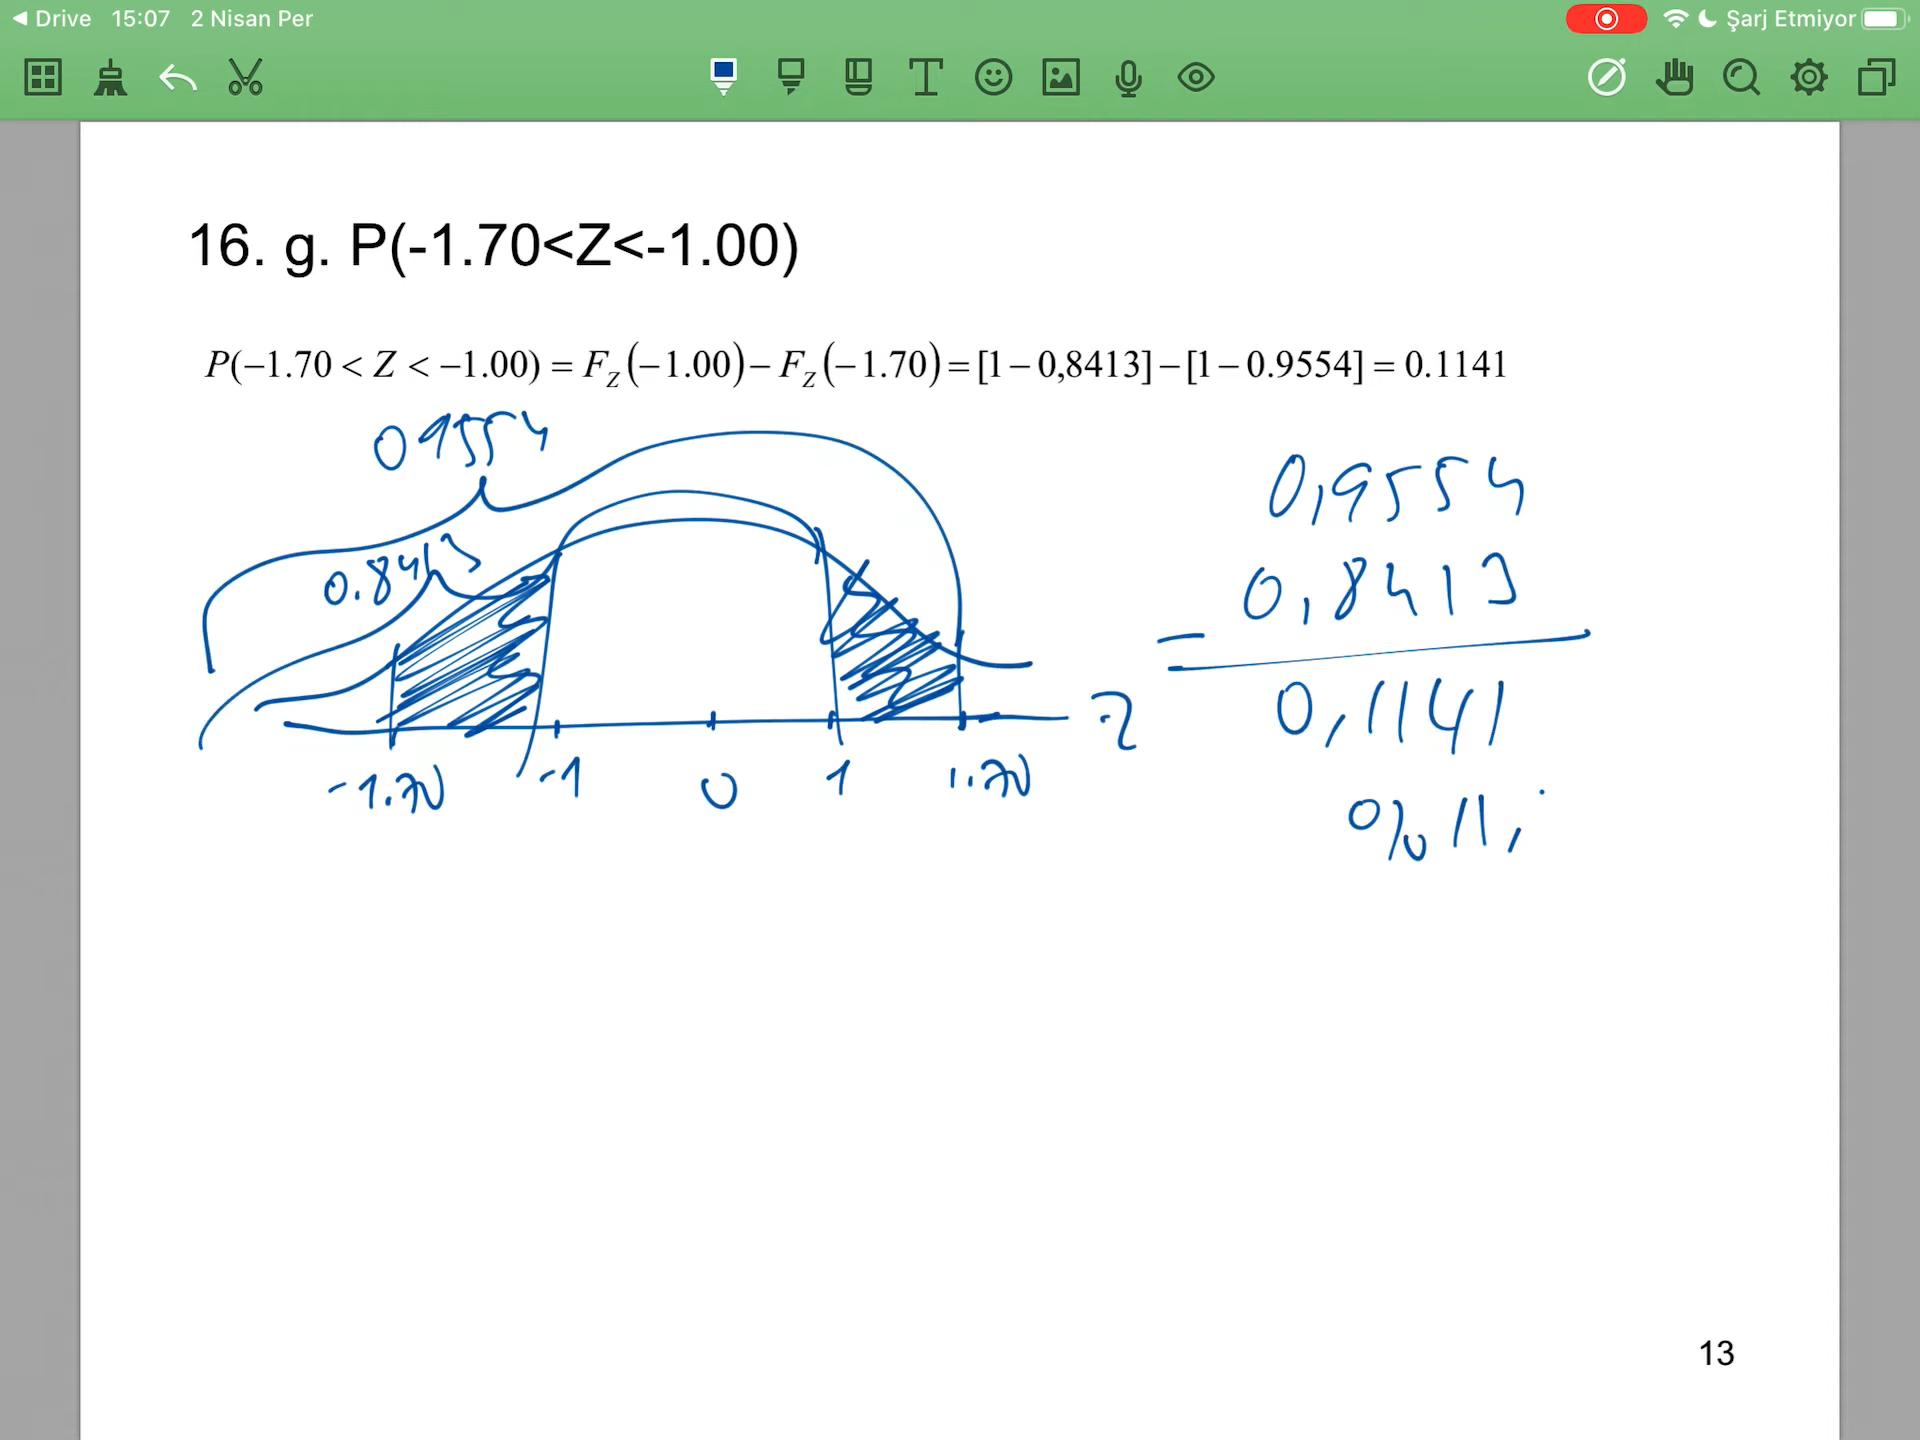 Drive 15:07 2 Nisan Per
Şarj Etmiyor
16. g. P(-1.70<Z<-1.00)
P(−1.70 < Z < −1.00) = F_Z(−1.00) − F_Z(−1.70) = [1 − 0,8413] − [1 − 0.9554] = 0.1141
09554
0.8413
-1.70 -1 0 1 1.70
0,9554
0,8413
0,1141
%11,
13